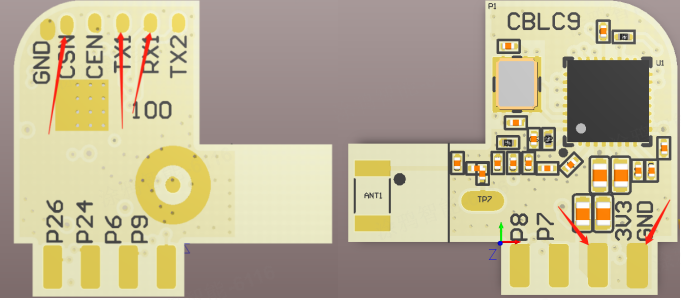 GND
CSN
CEN
TX1
RX1
TX2
100
P26
P24
P6
P9
P1
CBLC9
U1
ANT1
TP7
P8
P7
3U3
GND
Z